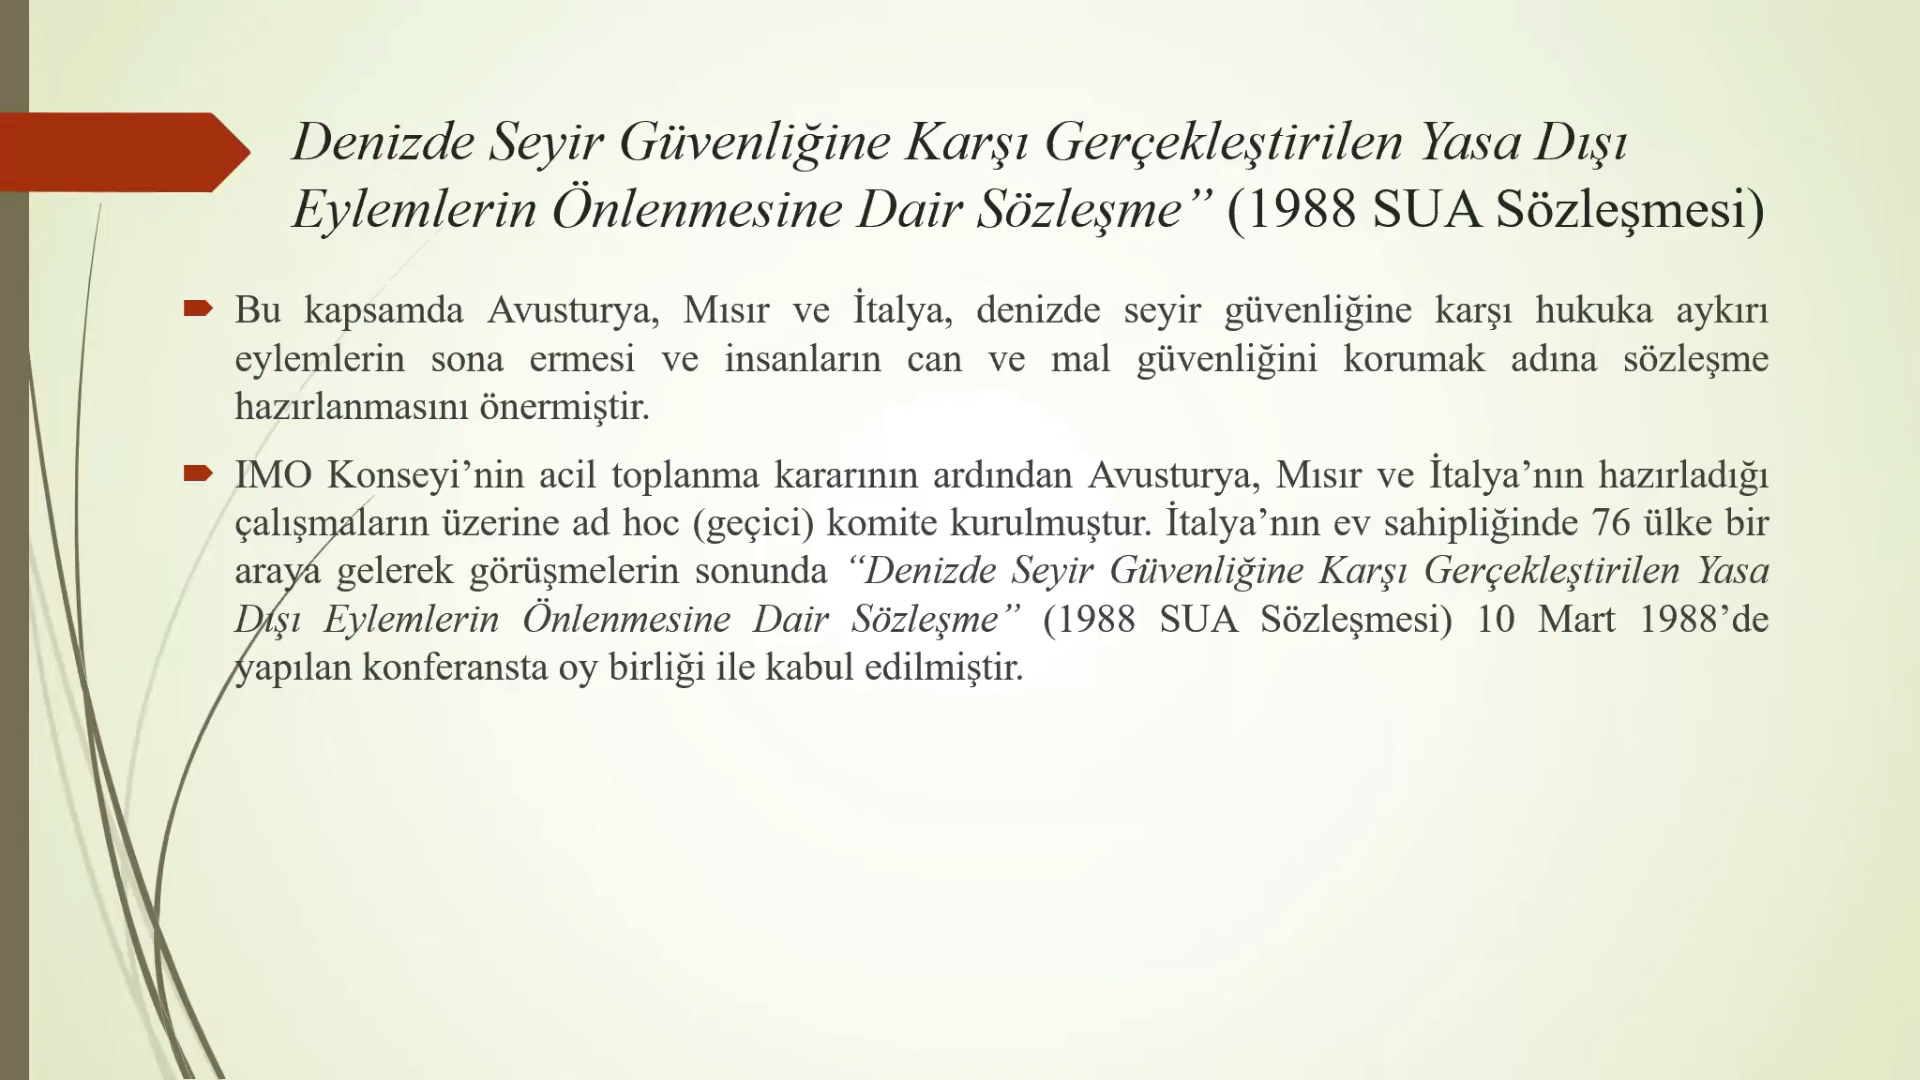 Denizde Seyir Güvenliğine Karşı Gerçekleştirilen Yasa Dışı
Eylemlerin Önlenmesine Dair Sözleşme” (1988 SUA Sözleşmesi)
Bu kapsamda Avusturya, Mısır ve İtalya, denizde seyir güvenliğine karşı hukuka aykırı
eylemlerin sona ermesi ve insanların can ve mal güvenliğini korumak adına sözleşme
hazırlanmasını önermiştir.
IMO Konseyi’nin acil toplanma kararının ardından Avusturya, Mısır ve İtalya’nın hazırladığı
çalışmaların üzerine ad hoc (geçici) komite kurulmuştur. İtalya’nın ev sahipliğinde 76 ülke bir
araya gelerek görüşmelerin sonunda “Denizde Seyir Güvenliğine Karşı Gerçekleştirilen Yasa
Dışı Eylemlerin Önlenmesine Dair Sözleşme” (1988 SUA Sözleşmesi) 10 Mart 1988’de
yapılan konferansta oy birliği ile kabul edilmiştir.